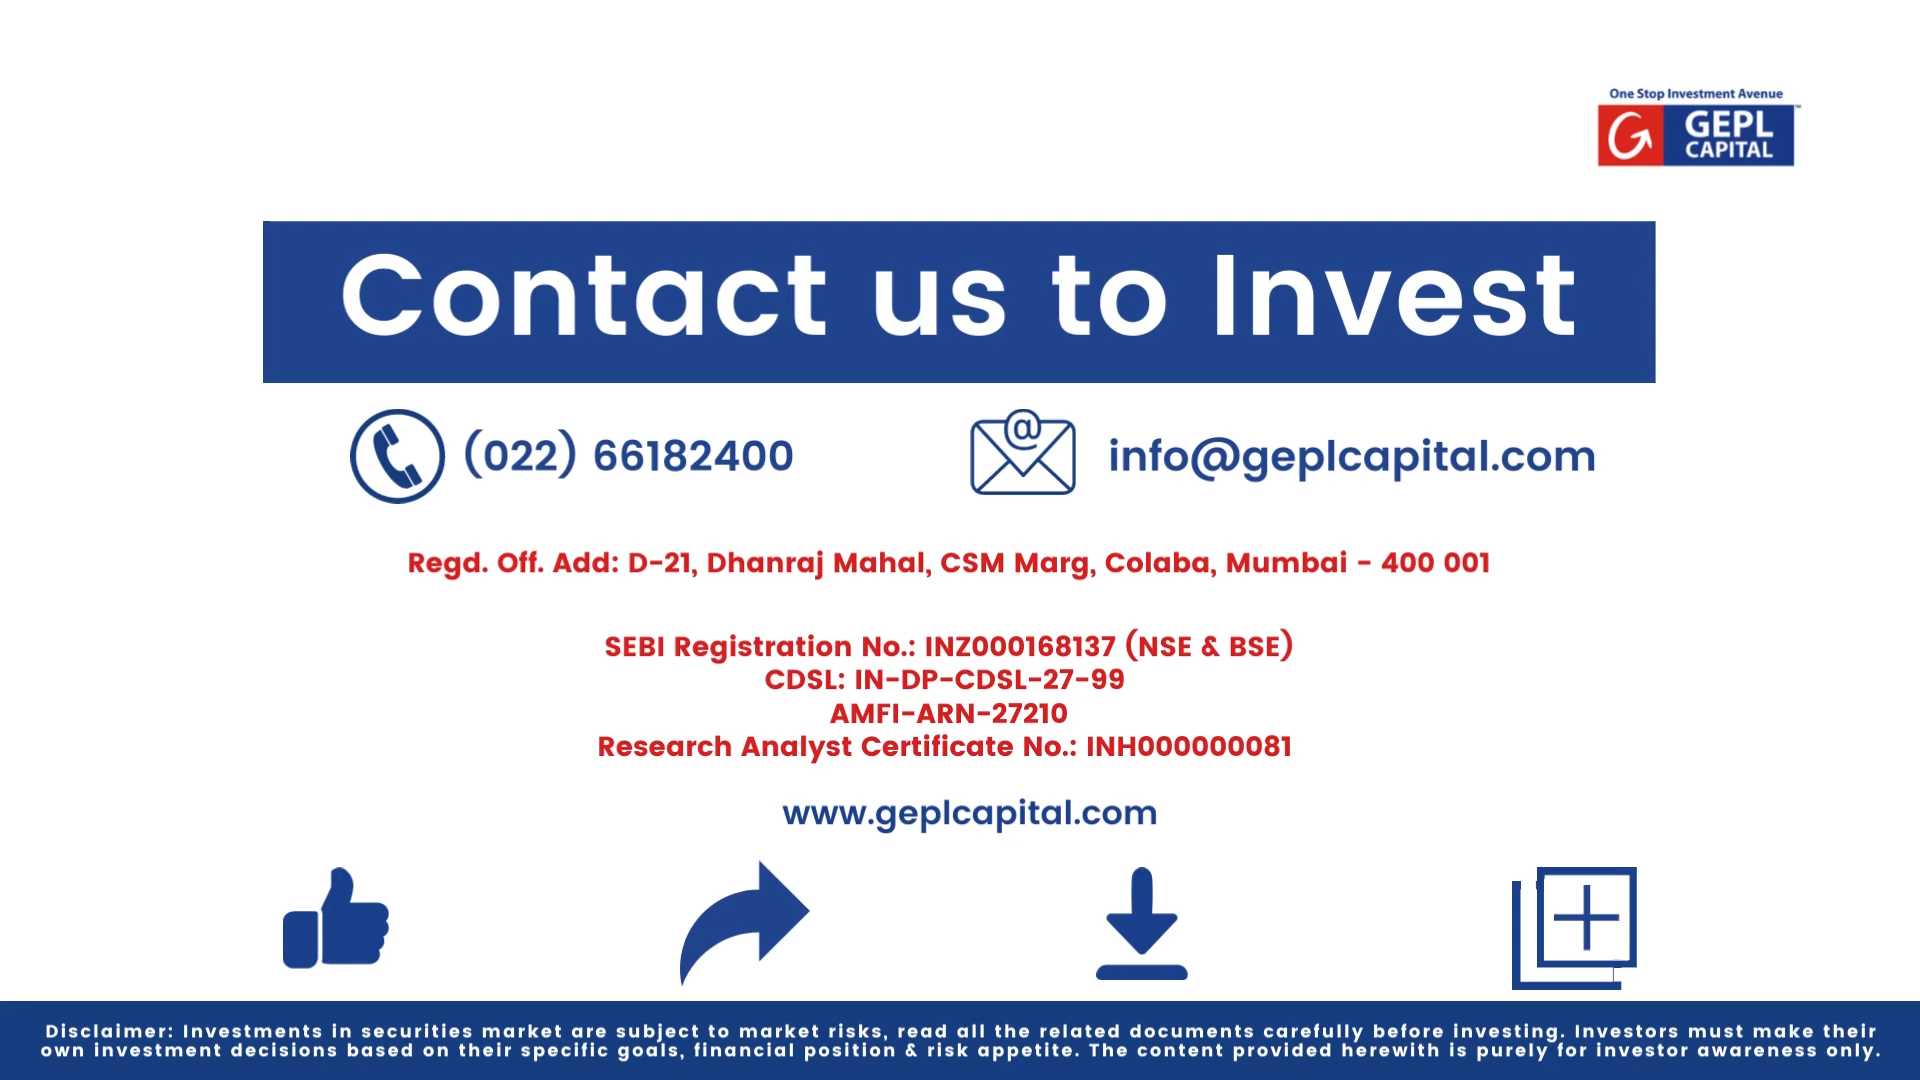 One Stop Investment Avenue
GEPL
CAPITAL
TM
Contact us to Invest
(022) 66182400
info@geplcapital.com
Regd. Off. Add: D-21, Dhanraj Mahal, CSM Marg, Colaba, Mumbai - 400 001
SEBI Registration No.: INZ000168137 (NSE & BSE)
CDSL: IN-DP-CDSL-27-99
AMFI-ARN-27210
Research Analyst Certificate No.: INH000000081
www.geplcapital.com
Disclaimer: Investments in securities market are subject to market risks, read all the related documents carefully before investing. Investors must make their
own investment decisions based on their specific goals, financial position & risk appetite. The content provided herewith is purely for investor awareness only.